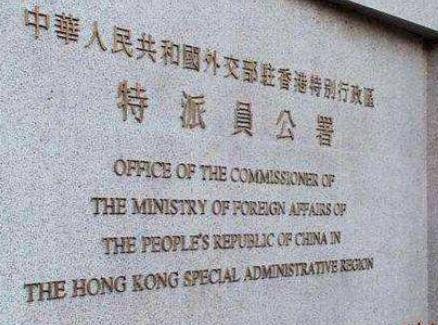 中華人民共和國外交部駐香港特別行政區
特派員公署
OFFICE OF THE COMMISSIONER OF
THE MINISTRY OF FOREIGN AFFAIRS OF
THE PEOPLE'S REPUBLIC OF CHINA IN
THE HONG KONG SPECIAL ADMINISTRATIVE REGION